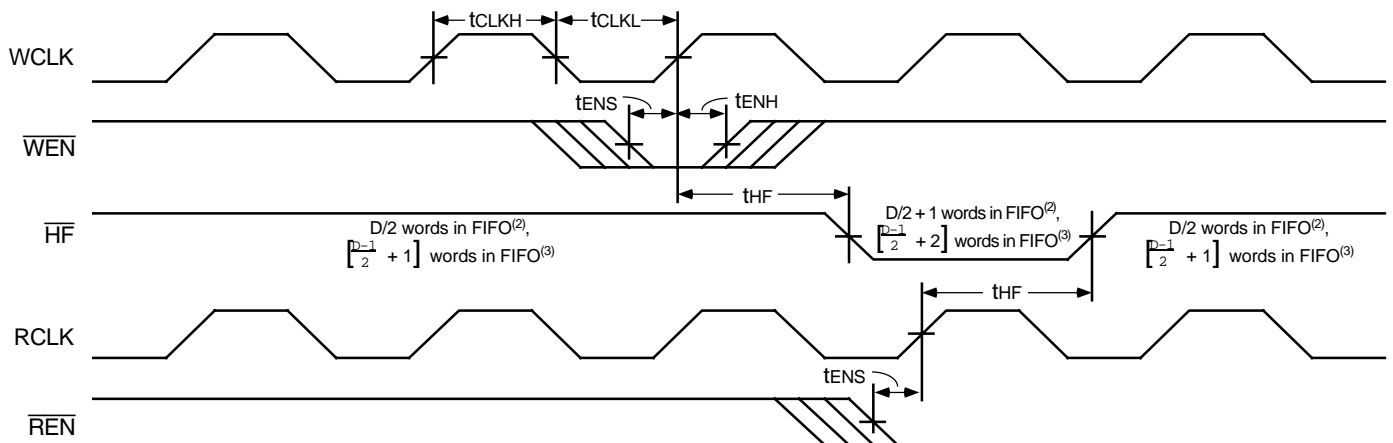 tCLKH tCLKL
WCLK
tENS tENH
WEN
tHF
HF
D/2 words in FIFO(2),
[D-1/2 + 1] words in FIFO(3)
D/2 + 1 words in FIFO(2),
[D-1/2 + 2] words in FIFO(3)
D/2 words in FIFO(2),
[D-1/2 + 1] words in FIFO(3)
tHF
RCLK
tENS
REN